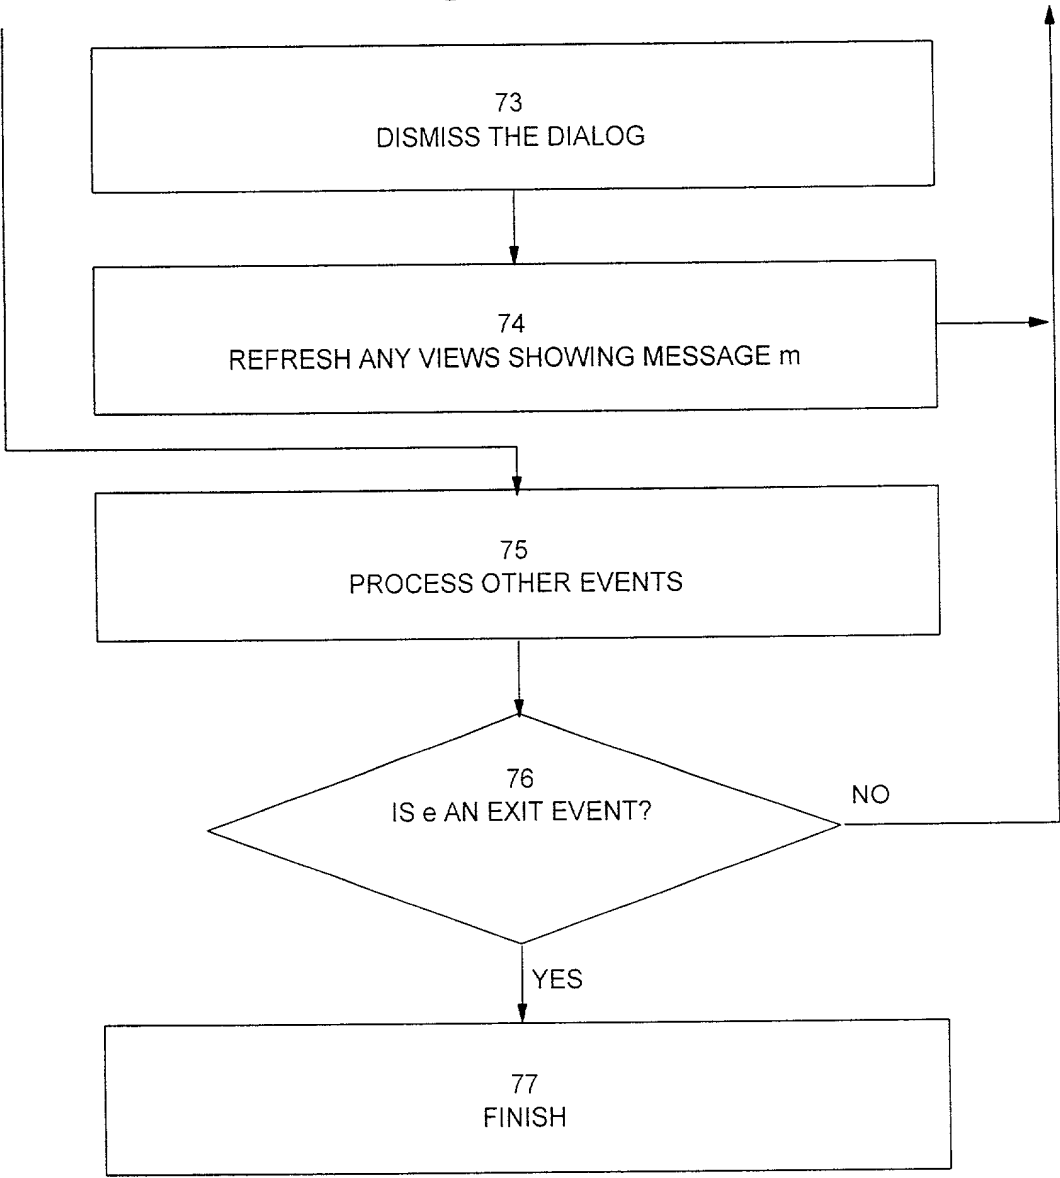 73
DISMISS THE DIALOG
74
REFRESH ANY VIEWS SHOWING MESSAGE m
75
PROCESS OTHER EVENTS
76
IS e AN EXIT EVENT?
NO
YES
77
FINISH